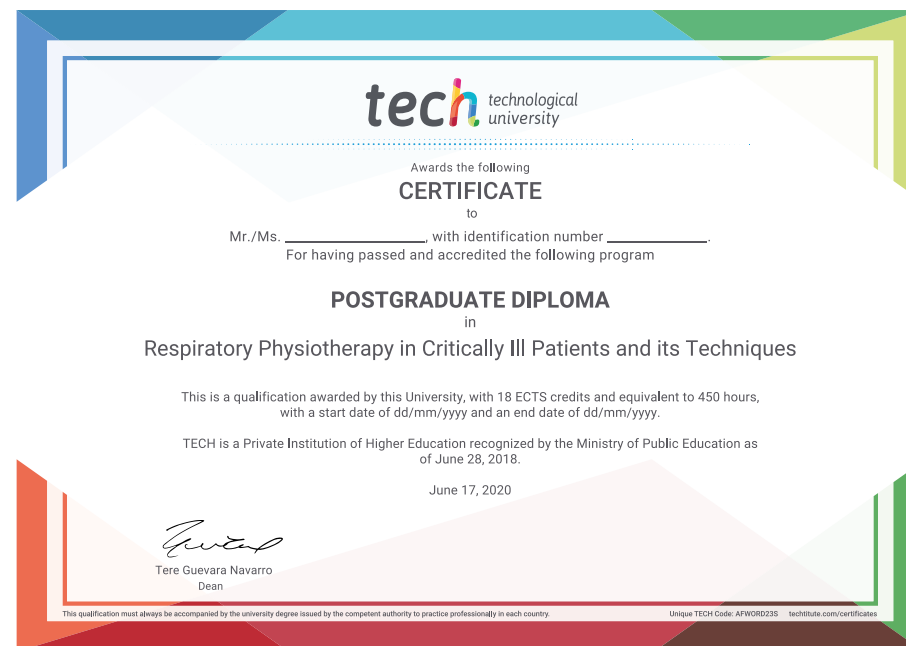 tech technological
university
Awards the following
CERTIFICATE
to
Mr./Ms. ____________________, with identification number ______________.
For having passed and accredited the following program
POSTGRADUATE DIPLOMA
in
Respiratory Physiotherapy in Critically Ill Patients and its Techniques
This is a qualification awarded by this University, with 18 ECTS credits and equivalent to 450 hours,
with a start date of dd/mm/yyyy and an end date of dd/mm/yyyy.
TECH is a Private Institution of Higher Education recognized by the Ministry of Public Education as
of June 28, 2018.
June 17, 2020
Tere Guevara Navarro
Dean
This qualification must always be accompanied by the university degree issued by the competent authority to practice professionally in each country. Unique TECH Code: AFWORD23S techtitute.com/certificates